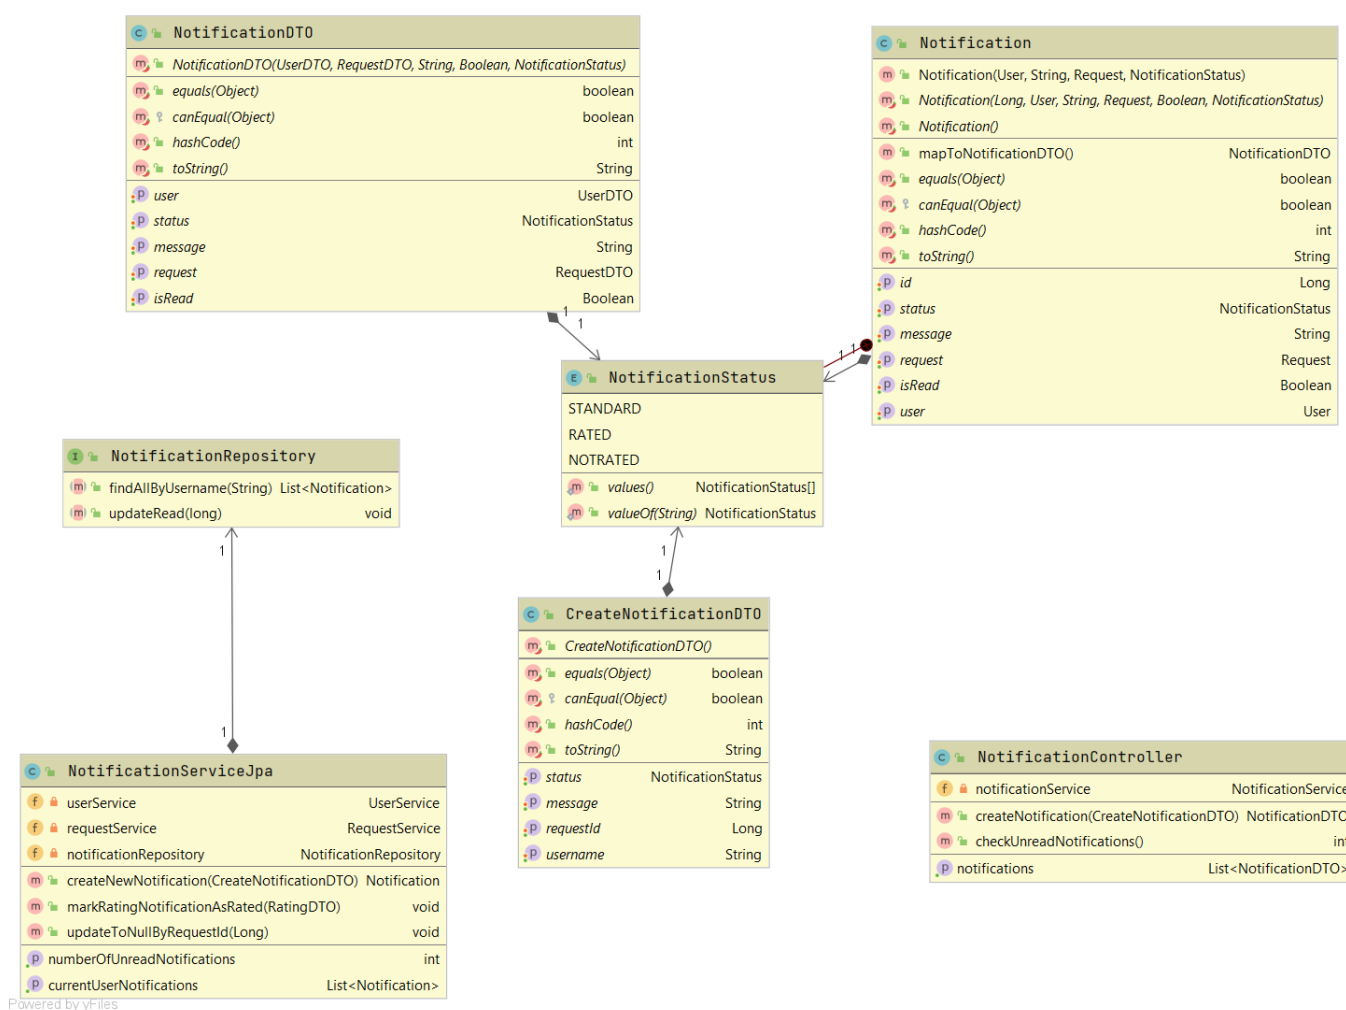 NotificationDTO
NotificationDTO(UserDTO, RequestDTO, String, Boolean, NotificationStatus)
equals(Object) boolean
canEqual(Object) boolean
hashCode() int
toString() String
user UserDTO
status NotificationStatus
message String
request RequestDTO
isRead Boolean
1
1
Notification
Notification(User, String, Request, NotificationStatus)
Notification(Long, User, String, Request, Boolean, NotificationStatus)
Notification()
mapToNotificationDTO() NotificationDTO
equals(Object) boolean
canEqual(Object) boolean
hashCode() int
toString() String
id Long
status NotificationStatus
message String
request Request
isRead Boolean
user User
1 1
NotificationStatus
STANDARD
RATED
NOTRATED
values() NotificationStatus[]
valueOf(String) NotificationStatus
1
1
NotificationRepository
findAllByUsername(String) List<Notification>
updateRead(long) void
1
1
CreateNotificationDTO
CreateNotificationDTO()
equals(Object) boolean
canEqual(Object) boolean
hashCode() int
toString() String
status NotificationStatus
message String
requestId Long
username String
NotificationServiceJpa
userService UserService
requestService RequestService
notificationRepository NotificationRepository
createNewNotification(CreateNotificationDTO) Notification
markRatingNotificationAsRated(RatingDTO) void
updateToNullByRequestId(Long) void
numberOfUnreadNotifications int
currentUserNotifications List<Notification>
NotificationController
notificationService NotificationService
createNotification(CreateNotificationDTO) NotificationDTO
checkUnreadNotifications() int
notifications List<NotificationDTO>
Powered by yFiles